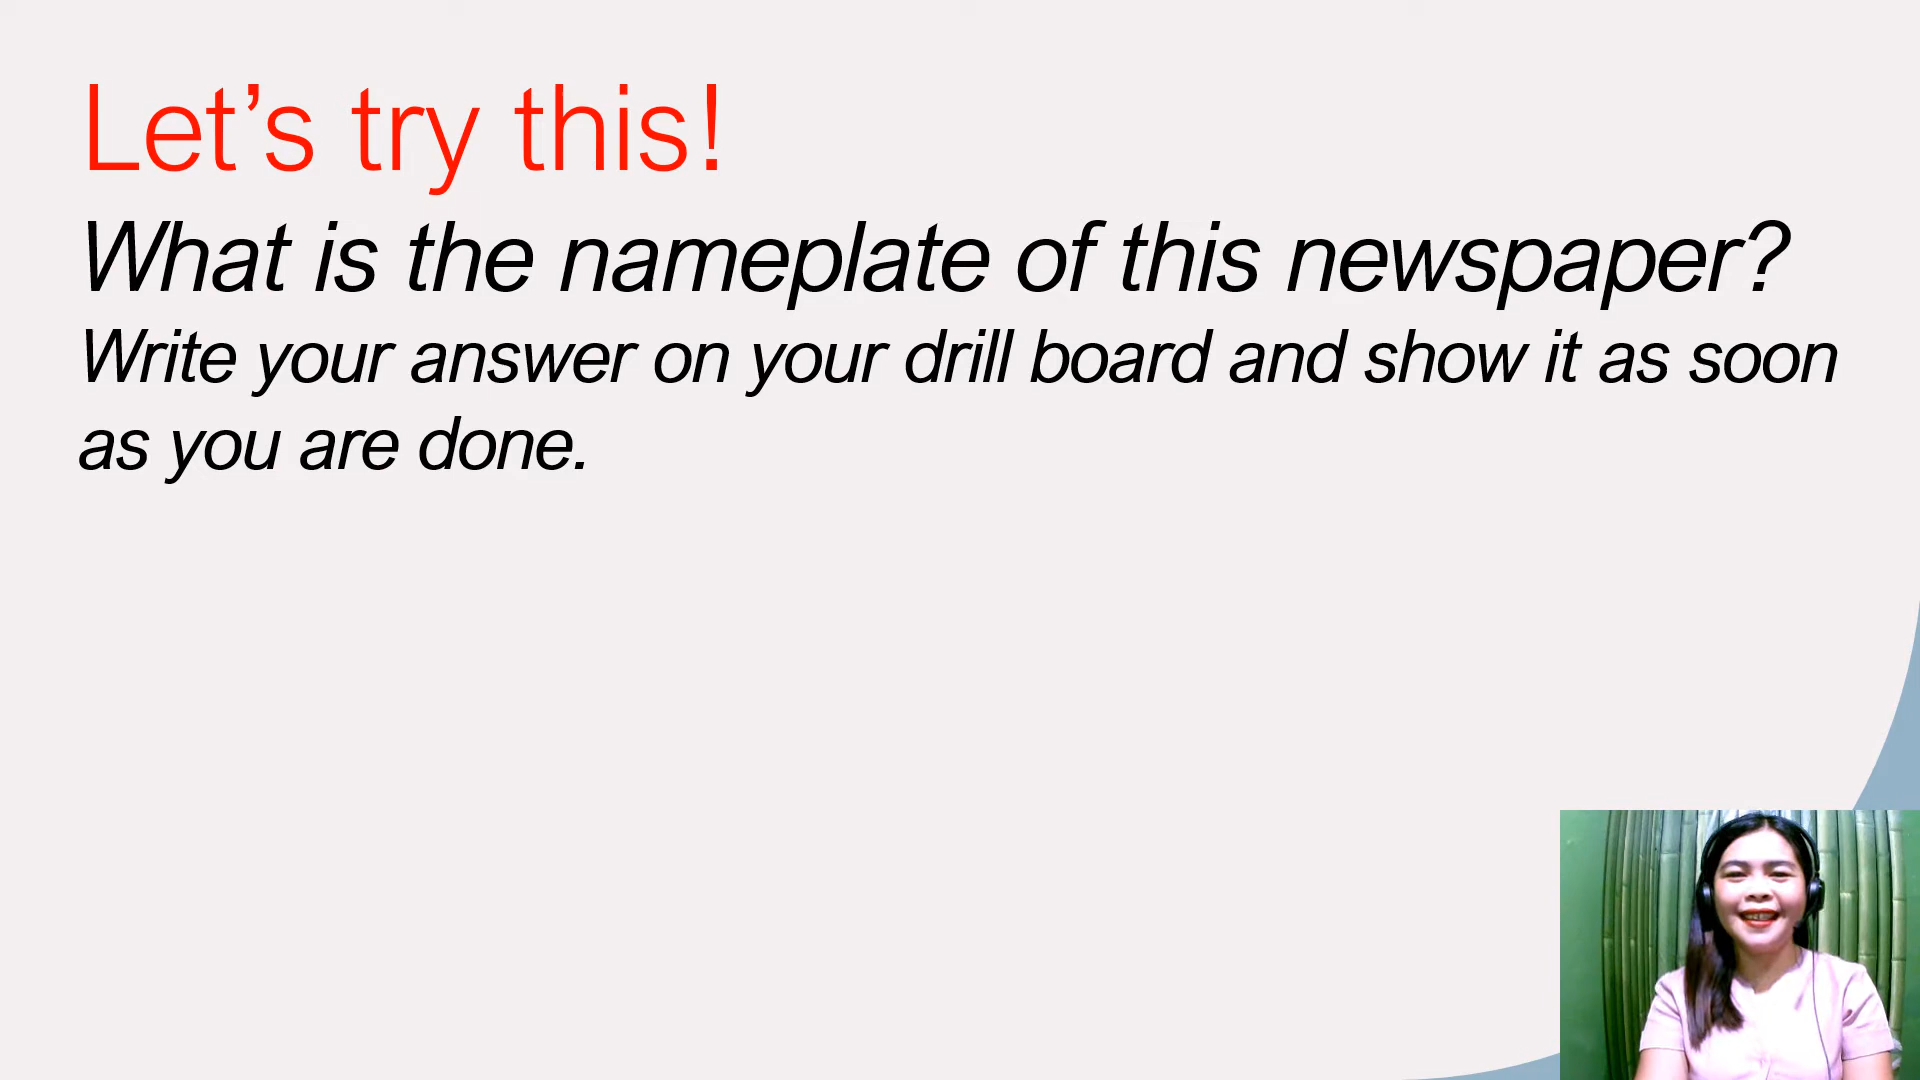 Let’s try this!
What is the nameplate of this newspaper?
Write your answer on your drill board and show it as soon
as you are done.